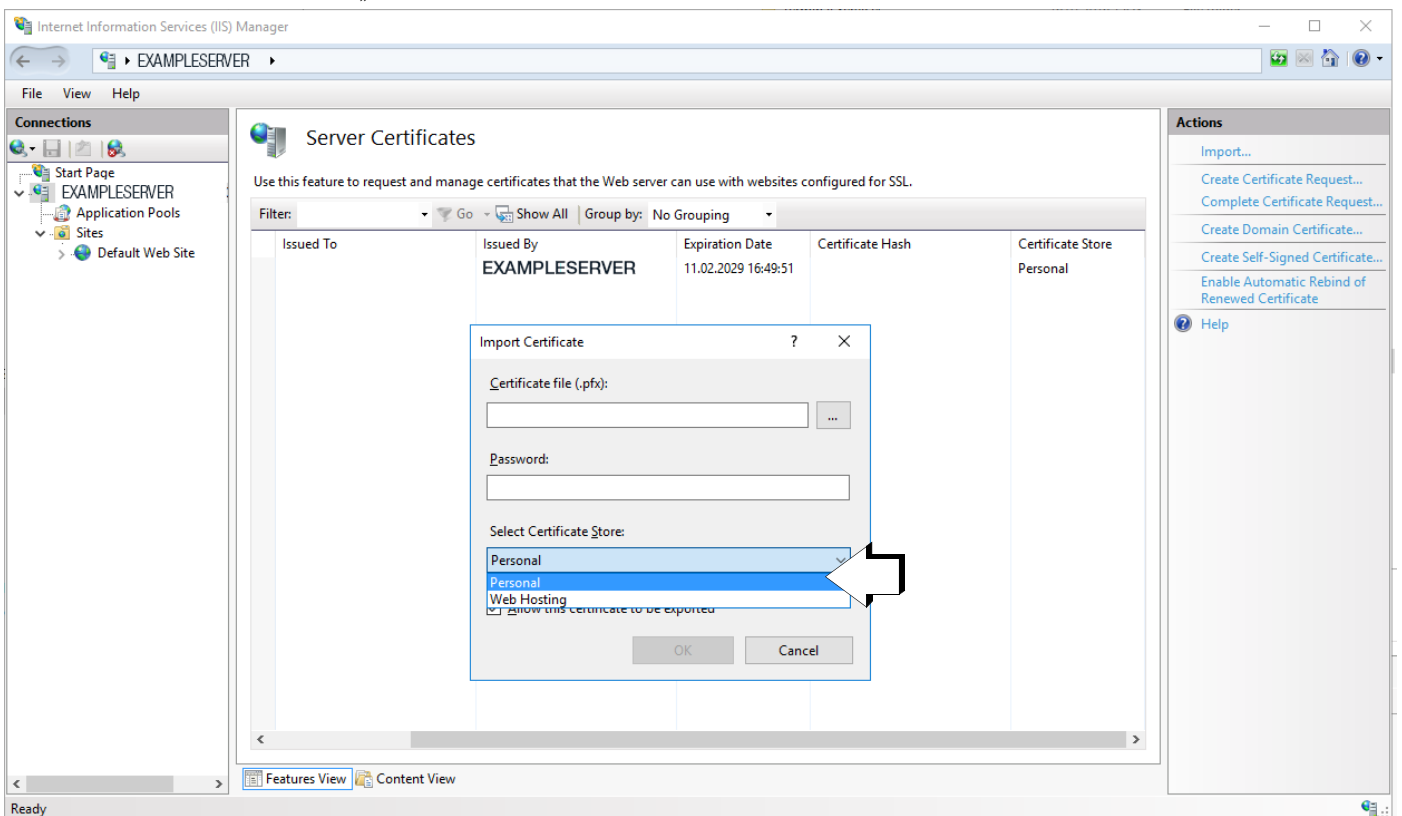 Internet Information Services (IIS) Manager
EXAMPLESERVER
File View Help
Connections
Start Page
EXAMPLESERVER
Application Pools
Sites
Default Web Site
Server Certificates
Use this feature to request and manage certificates that the Web server can use with websites configured for SSL.
Filter: Go Show All Group by: No Grouping
Issued To Issued By Expiration Date Certificate Hash Certificate Store
EXAMPLESERVER 11.02.2029 16:49:51 Personal
Import Certificate ?
Certificate file (.pfx):
...
Password:
Select Certificate Store:
Personal
Personal
Web Hosting
Allow this certificate to be exported
OK Cancel
Features View Content View
Actions
Import...
Create Certificate Request...
Complete Certificate Request...
Create Domain Certificate...
Create Self-Signed Certificate...
Enable Automatic Rebind of
Renewed Certificate
Help
Ready